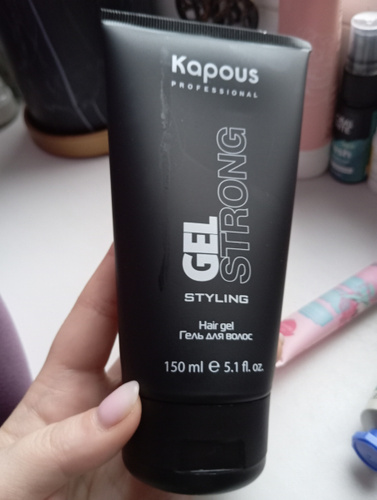 Kapous
PROFESSIONAL
GEL
STRONG
STYLING
Hair gel
Гель для волос
150 ml ℮ 5.1 fl. oz.